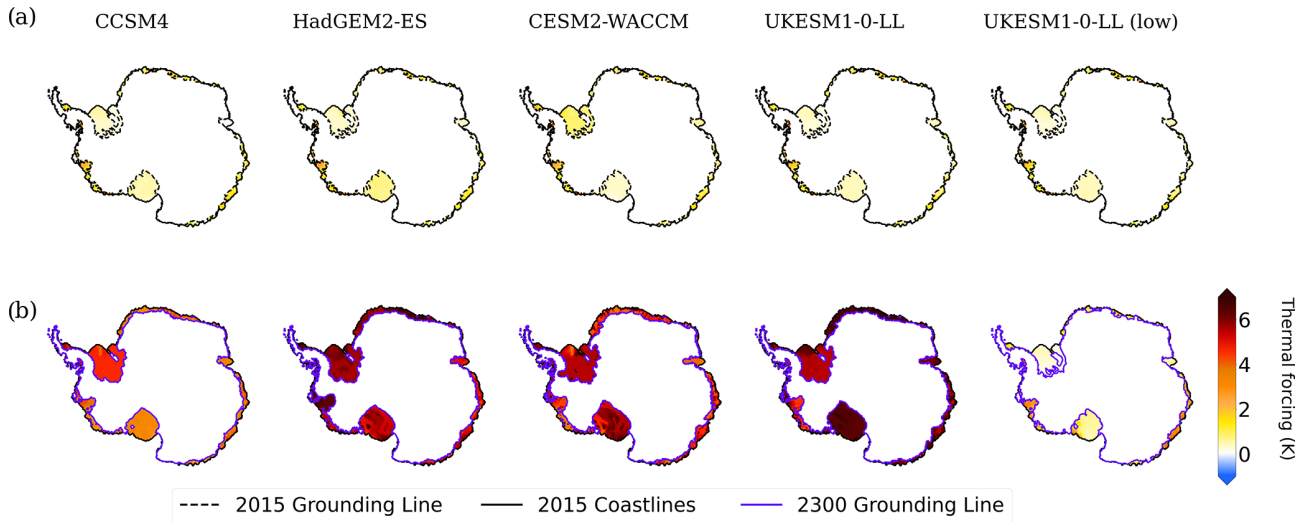 (a)
CCSM4
HadGEM2-ES
CESM2-WACCM
UKESM1-0-LL
UKESM1-0-LL (low)
(b)
6
4
2
0
Thermal forcing (K)
2015 Grounding Line
2015 Coastlines
2300 Grounding Line